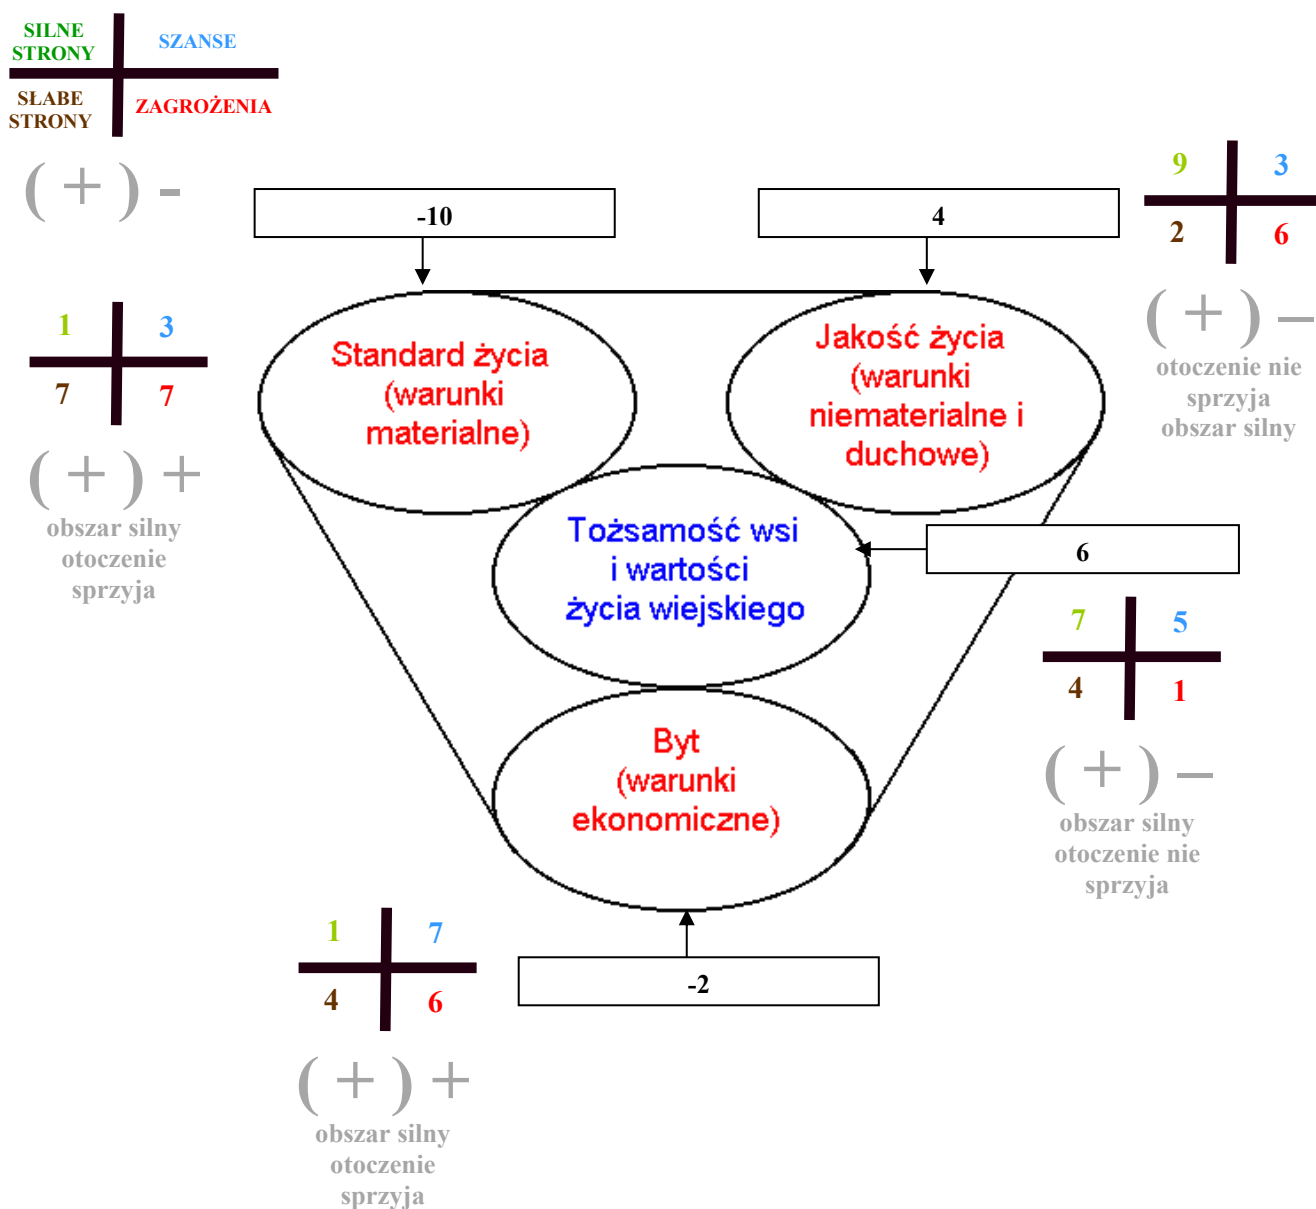 SILNE
STRONY
SZANSE
SŁABE
STRONY
ZAGROŻENIA
( + ) -
-10
4
9
3
2
6
( + ) –
otoczenie nie
sprzyja
obszar silny
1
3
7
7
( + ) +
obszar silny
otoczenie
sprzyja
Standard życia
(warunki
materialne)
Jakość życia
(warunki
niematerialne i
duchowe)
Tożsamość wsi
i wartości
życia wiejskiego
6
7
5
4
1
( + ) –
obszar silny
otoczenie nie
sprzyja
Byt
(warunki
ekonomiczne)
1
7
4
6
-2
( + ) +
obszar silny
otoczenie
sprzyja